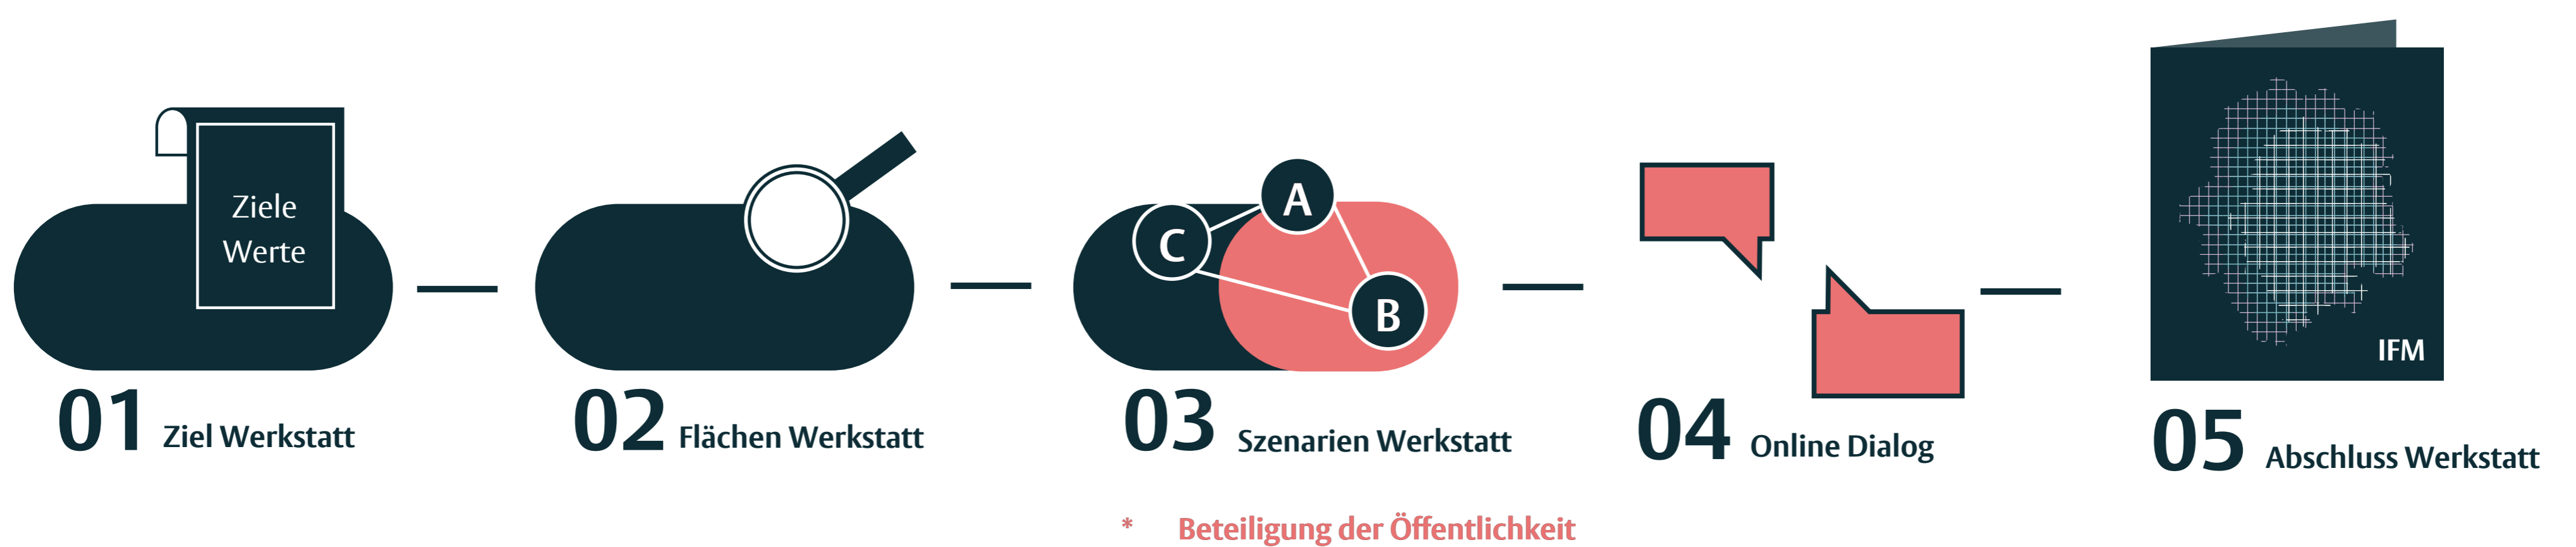 Ziele
Werte
A
C
B
IFM
01 Ziel Werkstatt
02 Flächen Werkstatt
03 Szenarien Werkstatt
04 Online Dialog
05 Abschluss Werkstatt
* Beteiligung der Öffentlichkeit